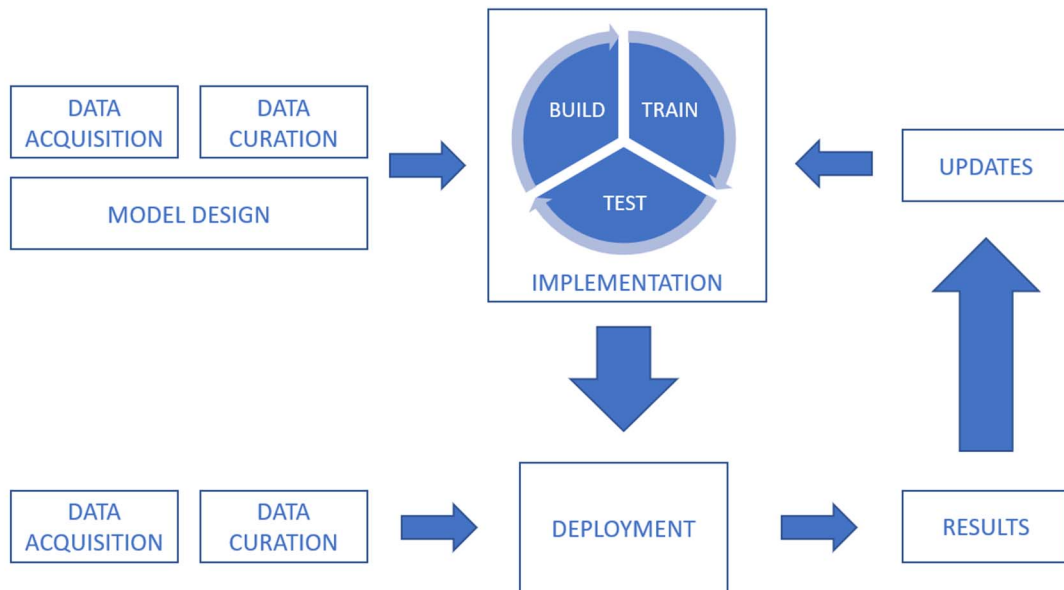 DATA
ACQUISITION
DATA
CURATION
MODEL DESIGN
BUILD
TRAIN
TEST
IMPLEMENTATION
UPDATES
DATA
ACQUISITION
DATA
CURATION
DEPLOYMENT
RESULTS